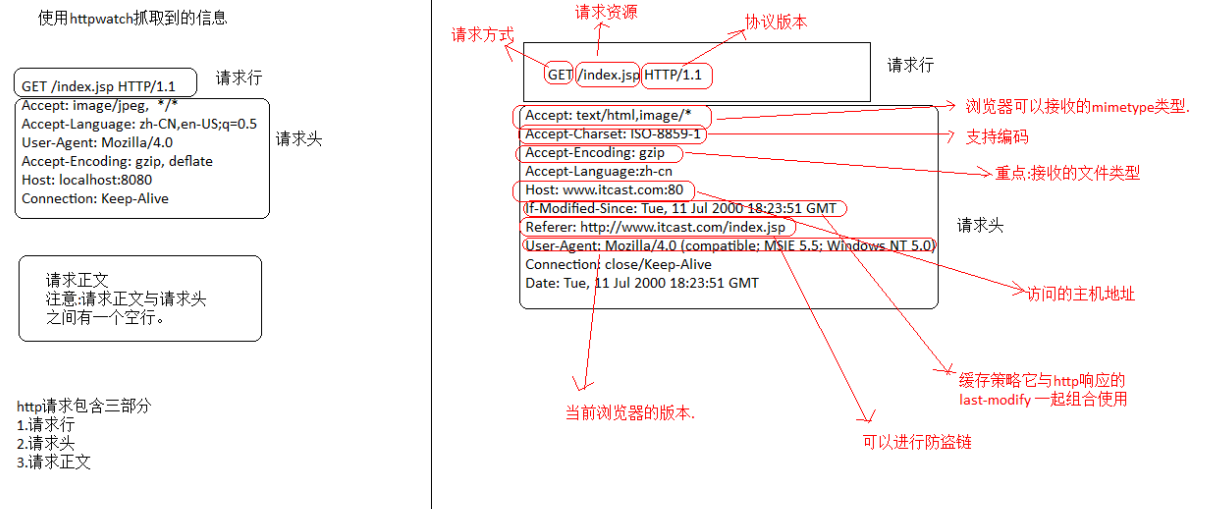 使用httpwatch抓取到的信息
GET /index.jsp HTTP/1.1
请求行
Accept: image/jpeg, */*
Accept-Language: zh-CN,en-US;q=0.5
User-Agent: Mozilla/4.0
Accept-Encoding: gzip, deflate
Host: localhost:8080
Connection: Keep-Alive
请求头
请求正文
注意:请求正文与请求头
之间有一个空行。
http请求包含三部分
1.请求行
2.请求头
3.请求正文
请求方式
请求资源
协议版本
GET /index.jsp HTTP/1.1
请求行
Accept: text/html,image/*
Accept-Charset: ISO-8859-1
Accept-Encoding: gzip
Accept-Language:zh-cn
Host: www.itcast.com:80
If-Modified-Since: Tue, 11 Jul 2000 18:23:51 GMT
Referer: http://www.itcast.com/index.jsp
User-Agent: Mozilla/4.0 (compatible; MSIE 5.5; Windows NT 5.0)
Connection: close/Keep-Alive
Date: Tue, 11 Jul 2000 18:23:51 GMT
请求头
浏览器可以接收的mimetype类型.
支持编码
重点:接收的文件类型
访问的主机地址
缓存策略它与http响应的
last-modify 一起组合使用
可以进行防盗链
当前浏览器的版本.